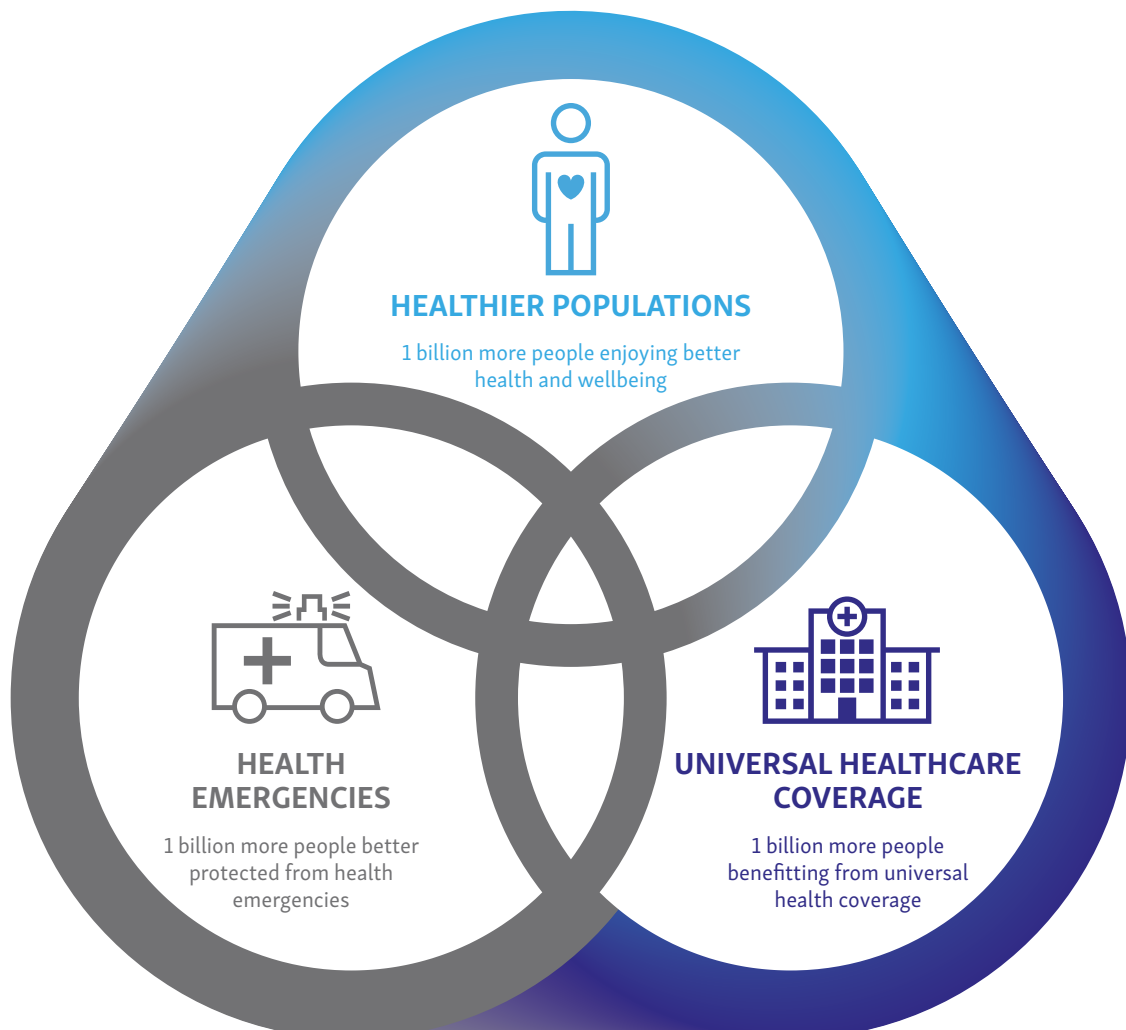 HEALTHIER POPULATIONS
1 billion more people enjoying better
health and wellbeing
HEALTH
EMERGENCIES
1 billion more people better
protected from health
emergencies
UNIVERSAL HEALTHCARE
COVERAGE
1 billion more people
benefitting from universal
health coverage